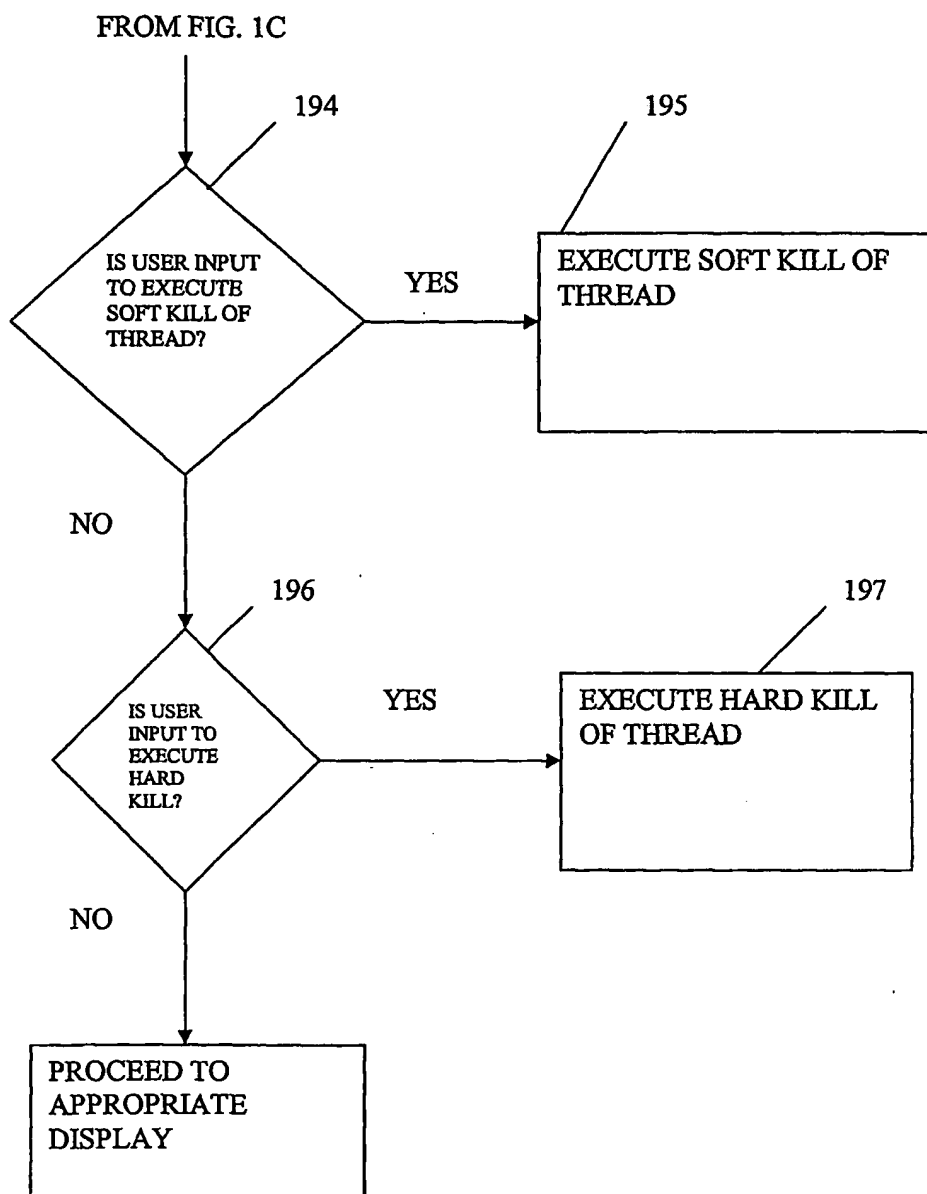 FROM FIG. 1C
194
195
IS USER INPUT
TO EXECUTE
SOFT KILL OF
THREAD?
YES
EXECUTE SOFT KILL OF
THREAD
NO
196
197
IS USER
INPUT TO
EXECUTE
HARD
KILL?
YES
EXECUTE HARD KILL
OF THREAD
NO
PROCEED TO
APPROPRIATE
DISPLAY